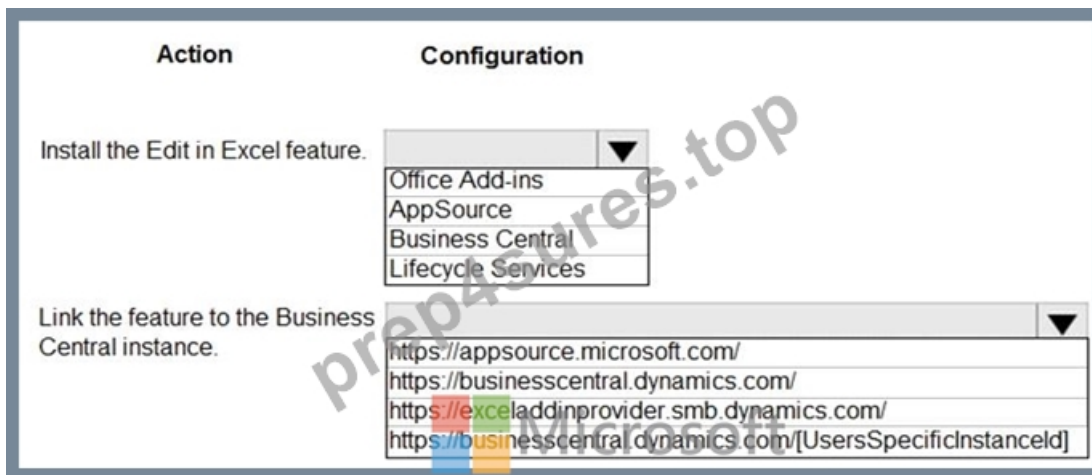 Action Configuration
Install the Edit in Excel feature.
Office Add-ins
AppSource
Business Central
Lifecycle Services
Link the feature to the Business
Central instance.
https://appsource.microsoft.com/
https://businesscentral.dynamics.com/
https://exceladdinprovider.smb.dynamics.com/
https://businesscentral.dynamics.com/[UsersSpecificInstanceId]
prep4sures.top
Microsoft